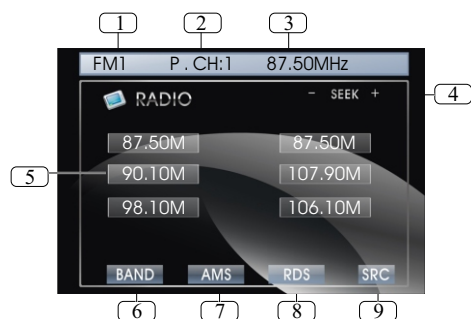 1 2 3
FM1 P . CH:1 87.50MHz
RADIO - SEEK +
4
87.50M 87.50M
5
90.10M 107.90M
98.10M 106.10M
BAND AMS RDS SRC
6 7 8 9